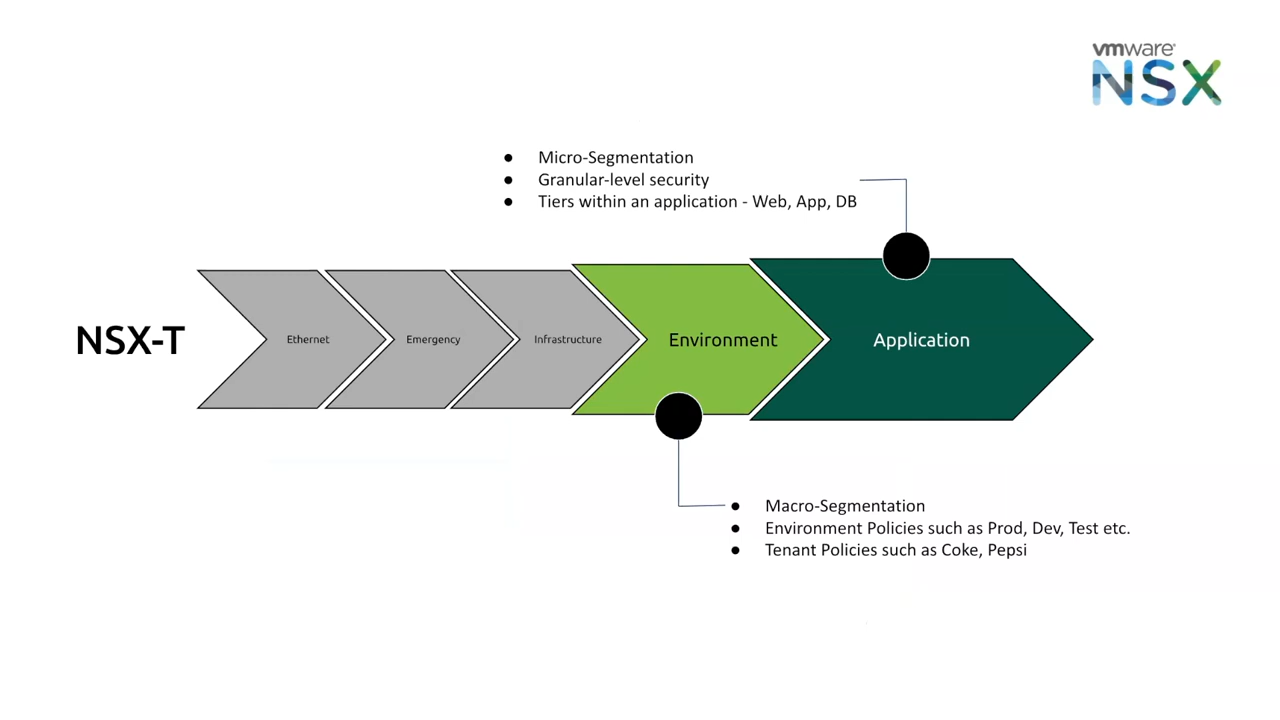 vmware
NSX
● Micro-Segmentation
● Granular-level security
● Tiers within an application - Web, App, DB
NSX-T
Ethernet
Emergency
Infrastructure
Environment
Application
● Macro-Segmentation
● Environment Policies such as Prod, Dev, Test etc.
● Tenant Policies such as Coke, Pepsi